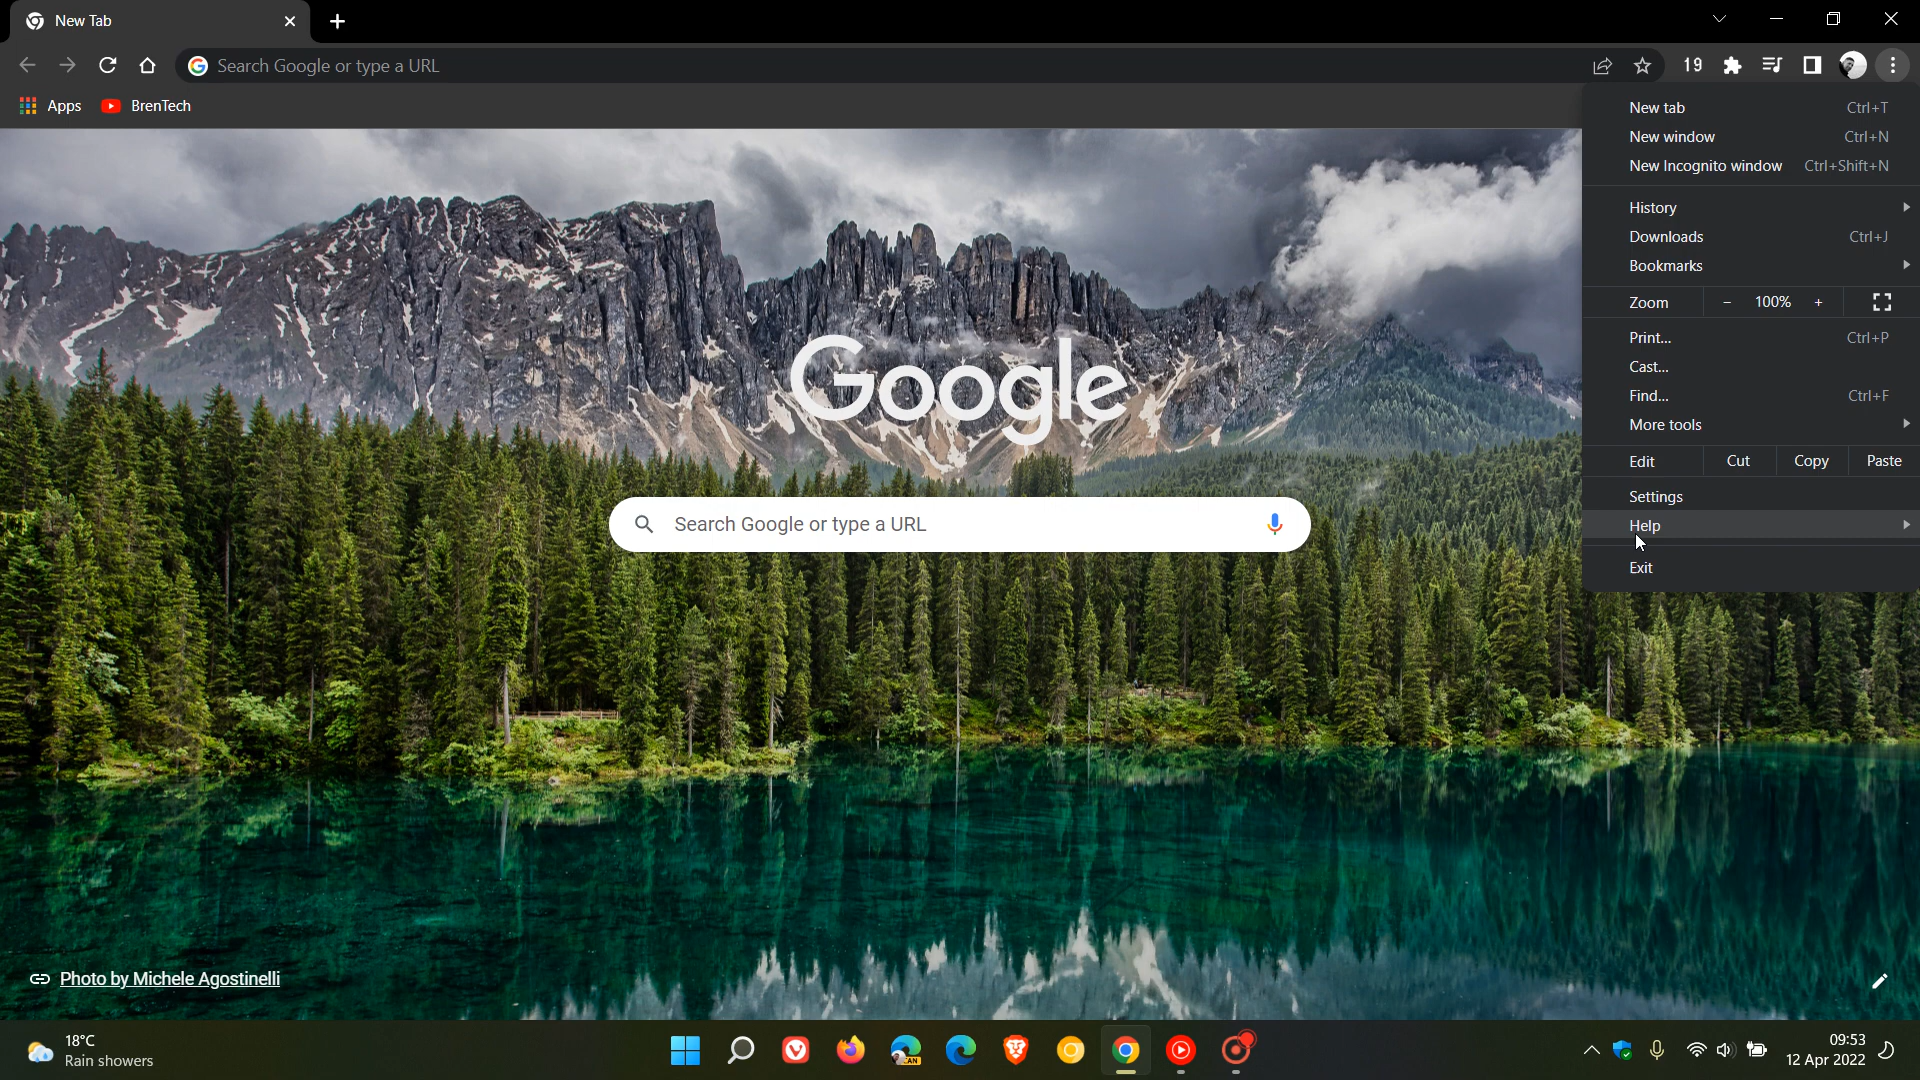 New Tab
Search Google or type a URL
19
Apps
BrenTech
New tab Ctrl+T
New window Ctrl+N
New Incognito window Ctrl+Shift+N
History
Downloads Ctrl+J
Bookmarks
Zoom - 100% +
Print... Ctrl+P
Cast...
Find... Ctrl+F
More tools
Edit Cut Copy Paste
Settings
Help
Exit
Google
Search Google or type a URL
Photo by Michele Agostinelli
18°C
Rain showers
CAN
09:53
12 Apr 2022